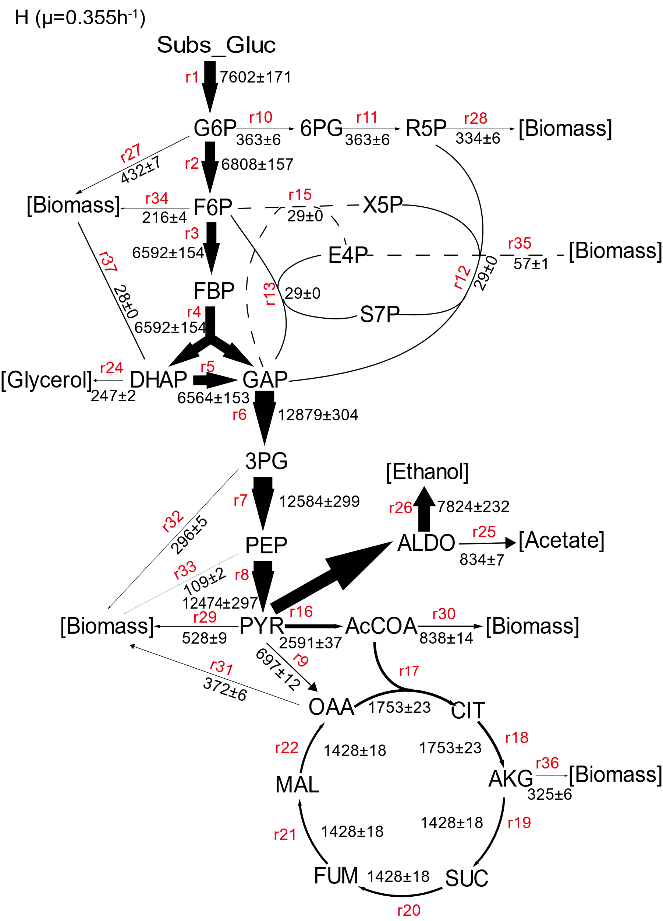 H (μ=0.355h-1)
Subs_Gluc
r1 7602±171
G6P r10 363±6 6PG r11 363±6 R5P r28 334±6 [Biomass]
r27 432±7
r2 6808±157
[Biomass] r34 216±4 F6P r15 29±0 X5P
r3 6592±154
E4P r35 57±1 [Biomass]
r37 28±0
r13 29±0
r12 29±0
FBP
S7P
r4 6592±154
[Glycerol] r24 247±2 DHAP r5 6564±153 GAP
r6 12879±304
3PG
[Ethanol]
r7 12584±299
r26 7824±232
r32 296±5
PEP
ALDO r25 834±7 [Acetate]
r33 109±2
r8 12474±297
[Biomass] r29 528±9 PYR r16 2591±37 AcCOA r30 838±14 [Biomass]
r9 697±12
r31 372±6
r17
OAA 1753±23 CIT
r22 1428±18 1753±23 r18
MAL AKG r36 325±6 [Biomass]
r21 1428±18 1428±18 r19
FUM 1428±18 SUC
r20